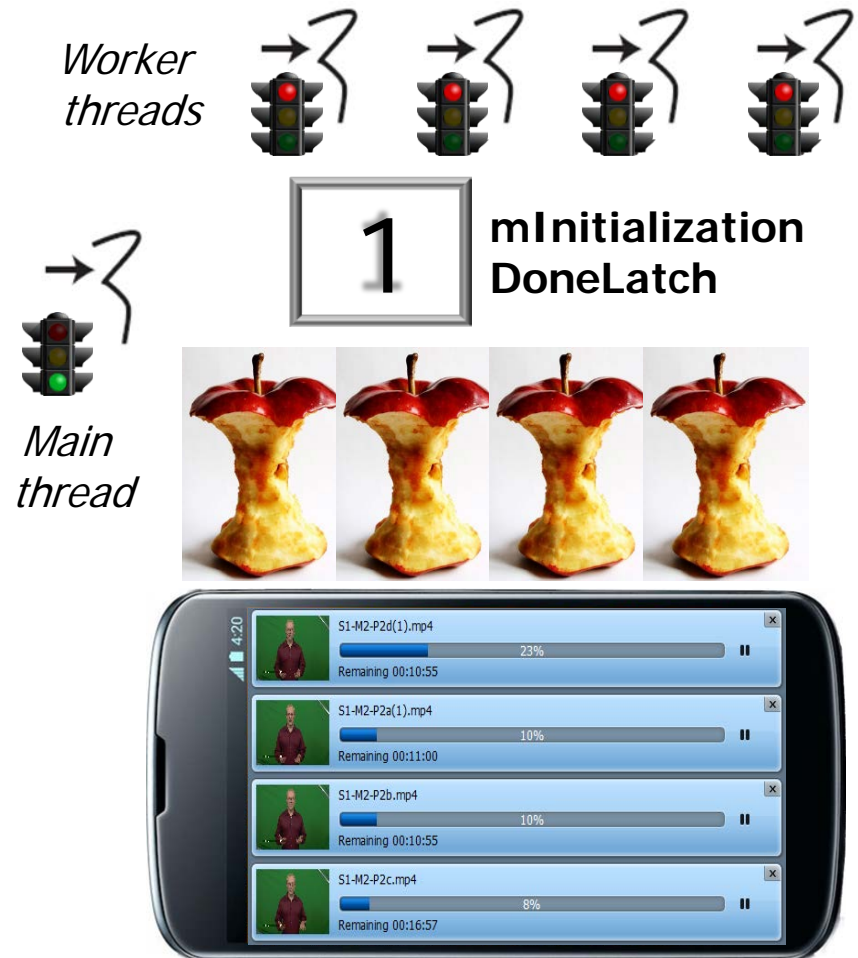 Worker
threads
1
mInitialization
DoneLatch
Main
thread
4:20
S1-M2-P2d(1).mp4
23%
Remaining 00:10:55
S1-M2-P2a(1).mp4
10%
Remaining 00:11:00
S1-M2-P2b.mp4
10%
Remaining 00:10:55
S1-M2-P2c.mp4
8%
Remaining 00:16:57